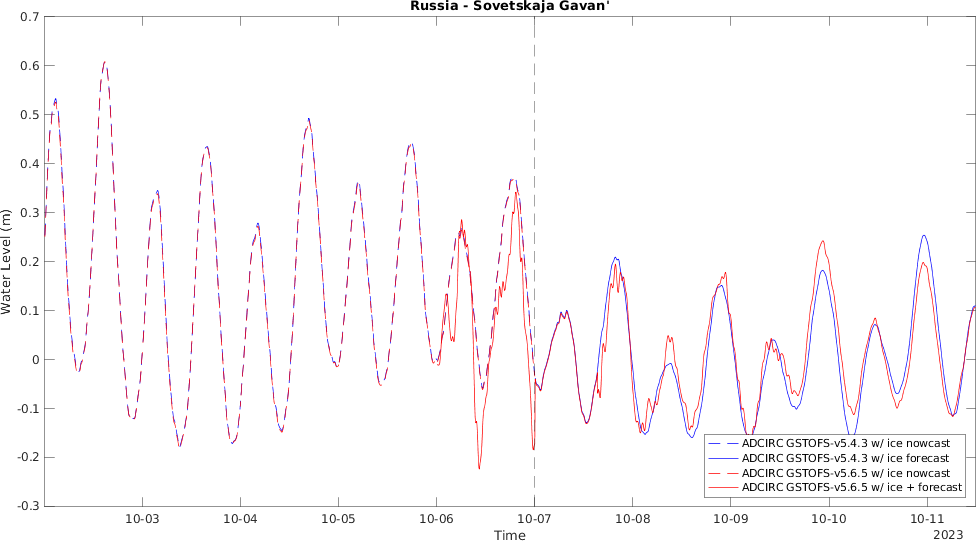 Russia - Sovetskaja Gavan'
0.7
0.6
0.5
0.4
0.3
0.2
0.1
0
-0.1
-0.2
-0.3
Water Level (m)
ADCIRC GSTOFS-v5.4.3 w/ ice nowcast
ADCIRC GSTOFS-v5.4.3 w/ ice forecast
ADCIRC GSTOFS-v5.6.5 w/ ice nowcast
ADCIRC GSTOFS-v5.6.5 w/ ice + forecast
10-03 10-04 10-05 10-06 10-07 10-08 10-09 10-10 10-11
Time
2023